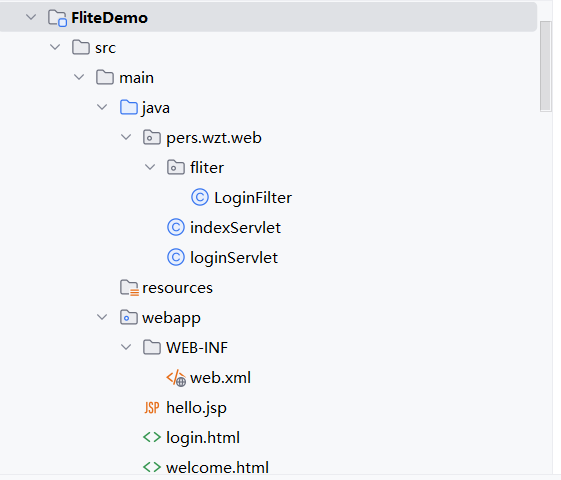 FliteDemo
src
main
java
pers.wzt.web
fliter
LoginFilter
indexServlet
loginServlet
resources
webapp
WEB-INF
web.xml
JSP hello.jsp
login.html
welcome.html